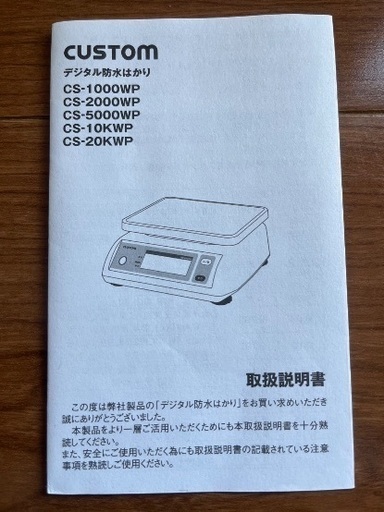 CUSTOM
デジタル防水はかり
CS-1000WP
CS-2000WP
CS-5000WP
CS-10KWP
CS-20KWP
取扱説明書
この度は弊社製品の「デジタル防水はかり」をお買い求めいただき
誠にありがとうございました。
本製品をより一層ご活用いただくためにも本取扱説明書を十分熟
読してください。
また、安全にご使用いただく為にも取扱説明書の記載されている注意
事項を熟読しご使用ください。